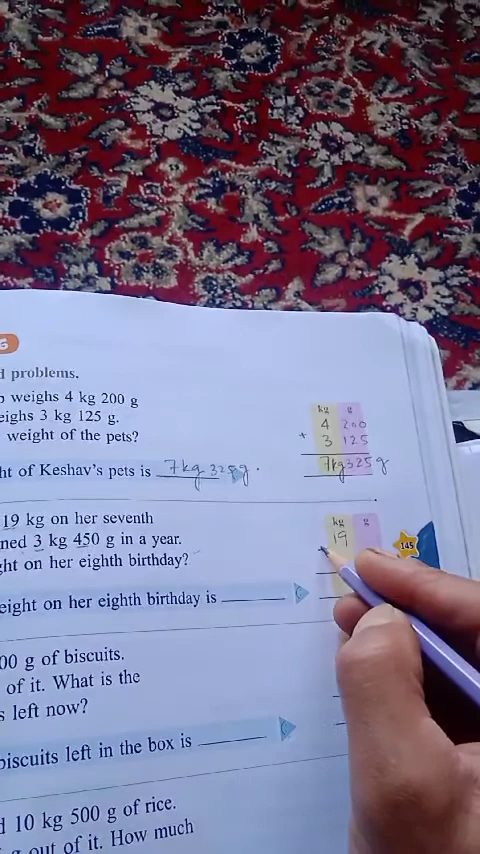 problems.
weighs 4 kg 200 g
eighs 3 kg 125 g.
weight of the pets?
ht of Keshav's pets is 7kg 325g.
kg g
4 200
+ 3 125
7kg325g
19 kg on her seventh
ned 3 kg 450 g in a year.
ght on her eighth birthday?
eight on her eighth birthday is
kg g
19
145
00 g of biscuits.
of it. What is the
s left now?
biscuits left in the box is
10 kg 500 g of rice.
g out of it. How much